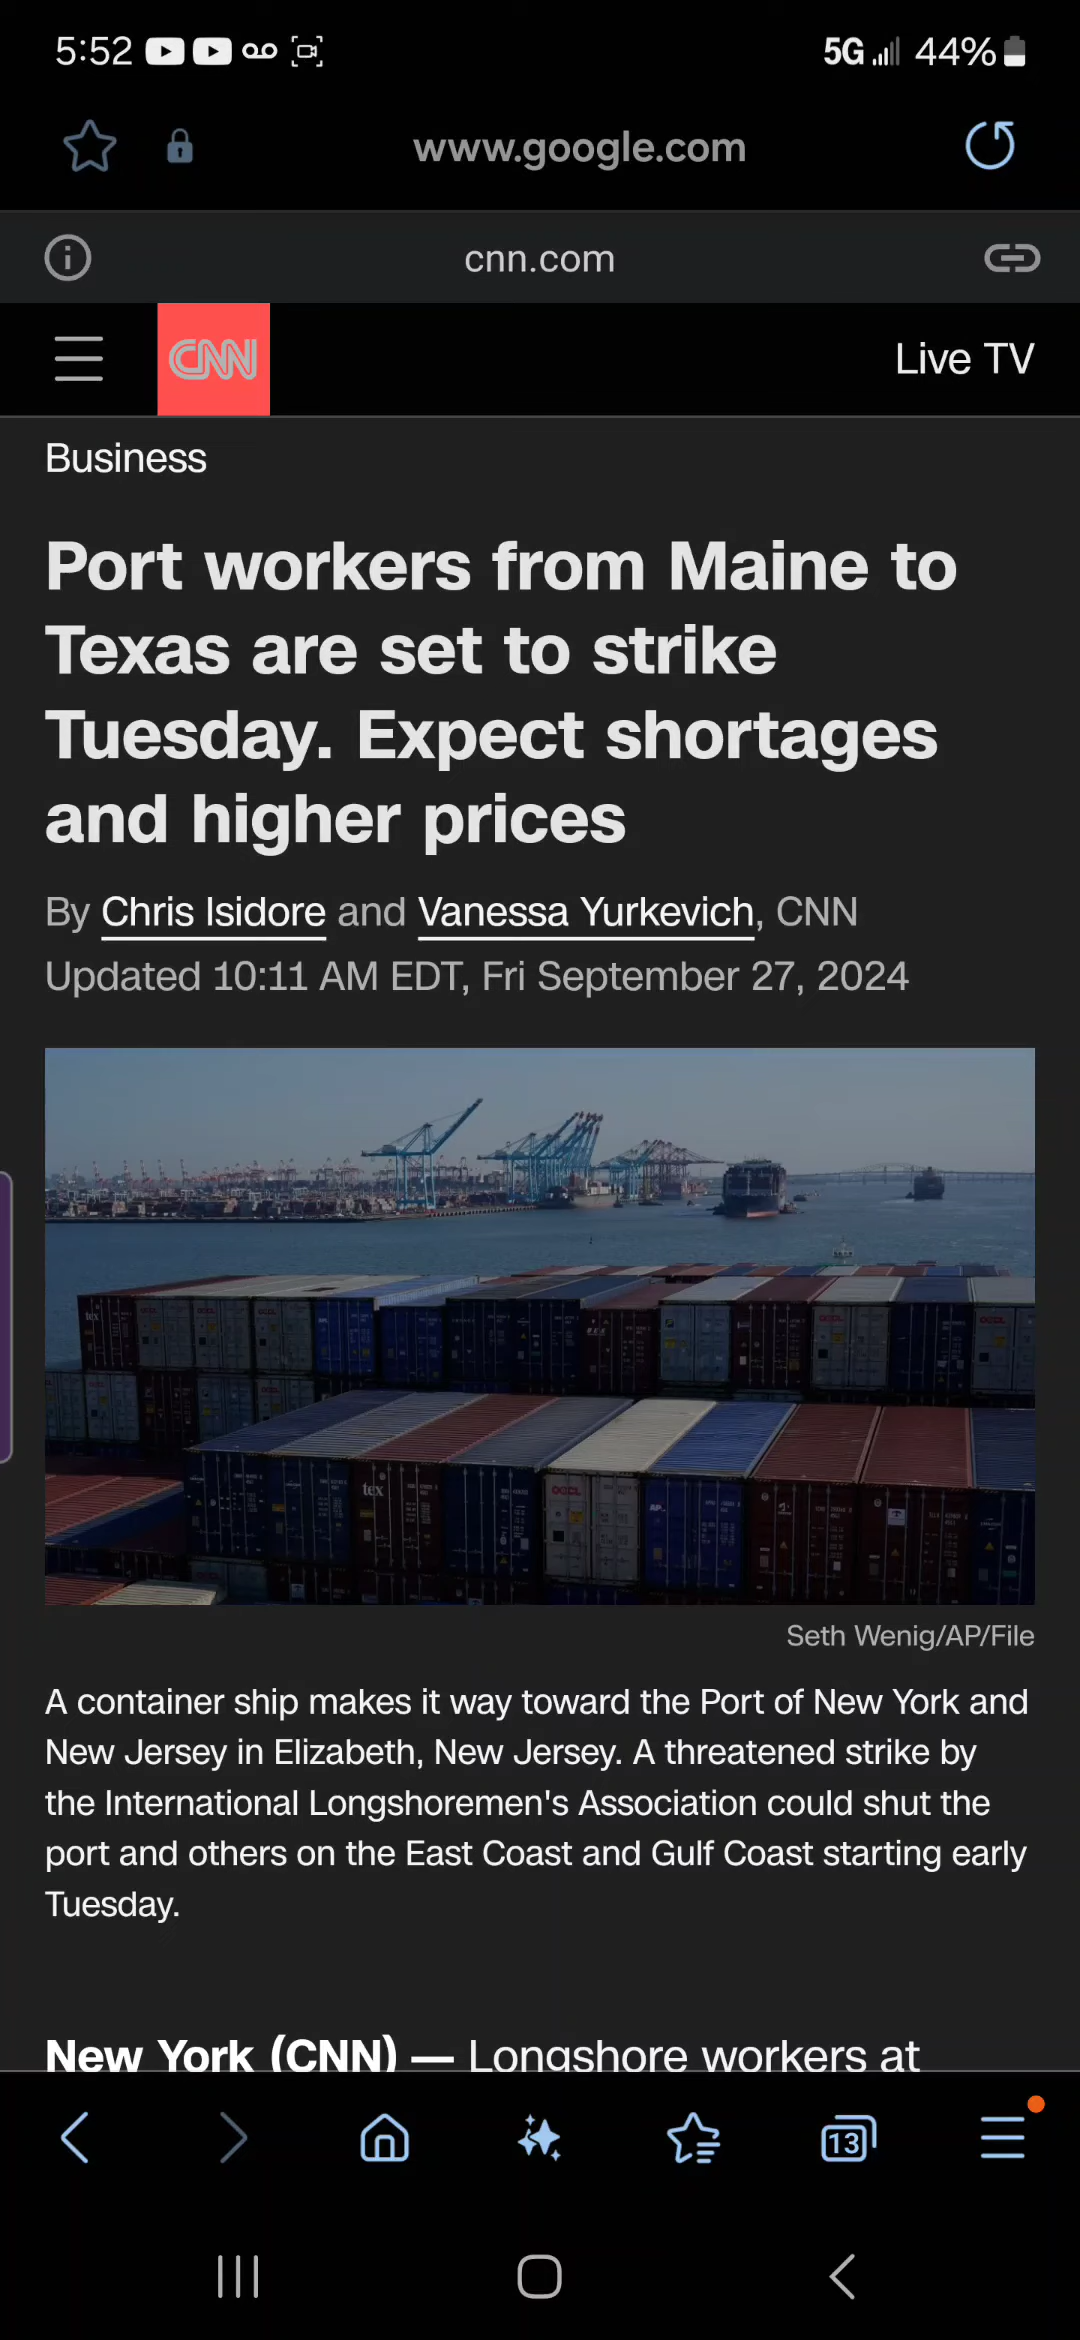 5:52
5G 44%
www.google.com
cnn.com
CNN
Live TV
Business
Port workers from Maine to
Texas are set to strike
Tuesday. Expect shortages
and higher prices
By Chris Isidore and Vanessa Yurkevich, CNN
Updated 10:11 AM EDT, Fri September 27, 2024
tex
OOCL
tex
OOCL
Seth Wenig/AP/File
A container ship makes it way toward the Port of New York and
New Jersey in Elizabeth, New Jersey. A threatened strike by
the International Longshoremen's Association could shut the
port and others on the East Coast and Gulf Coast starting early
Tuesday.
New York (CNN) — Longshore workers at
13